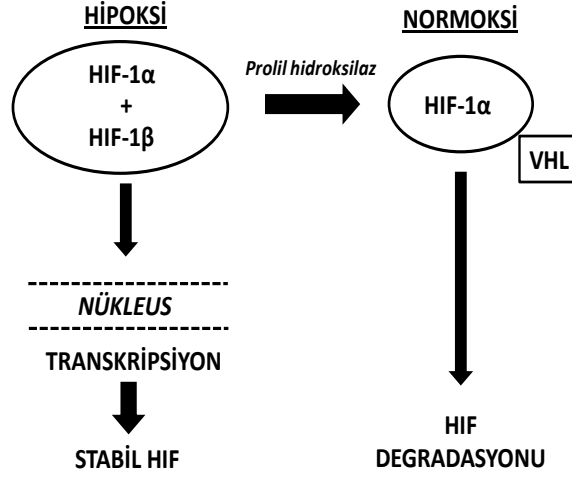 HİPOKSİ
HIF-1α
+
HIF-1β
NÜKLEUS
TRANSKRİPSİYON
STABİL HIF
Prolil hidroksilaz
NORMOKSİ
HIF-1α
VHL
HIF
DEGRADASYONU